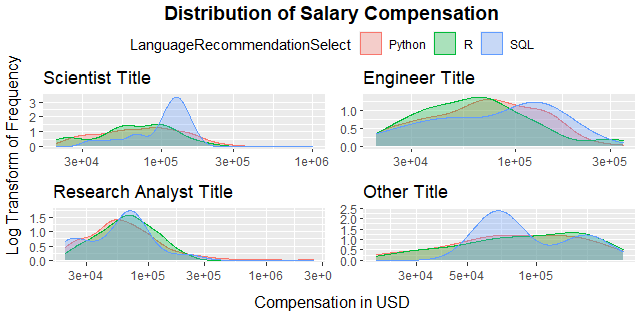 Distribution of Salary Compensation
LanguageRecommendationSelect Python R SQL
Log Transform of Frequency
Scientist Title
3
2
1
0
3e+04 1e+05 3e+05 1e+06
Engineer Title
1.0
0.5
0.0
3e+04 1e+05 3e+05
Research Analyst Title
1.5
1.0
0.5
0.0
3e+04 1e+05 3e+05 1e+06 3e+0
Other Title
2.5
2.0
1.5
1.0
0.5
0.0
3e+04 5e+04 1e+05
Compensation in USD